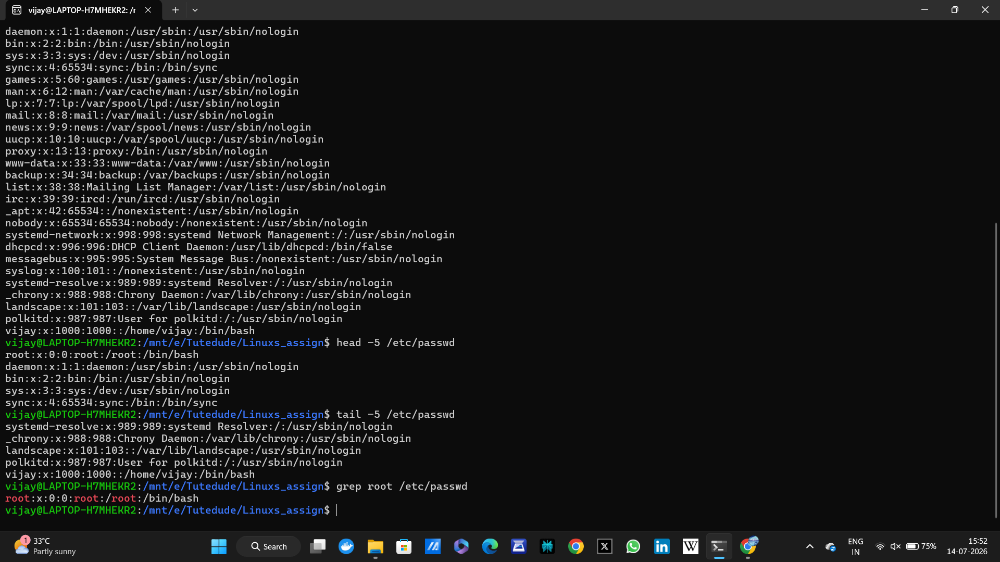 vijay@LAPTOP-H7MHEKR2: /r
daemon:x:1:1:daemon:/usr/sbin:/usr/sbin/nologin
bin:x:2:2:bin:/bin:/usr/sbin/nologin
sys:x:3:3:sys:/dev:/usr/sbin/nologin
sync:x:4:65534:sync:/bin:/bin/sync
games:x:5:60:games:/usr/games:/usr/sbin/nologin
man:x:6:12:man:/var/cache/man:/usr/sbin/nologin
lp:x:7:7:lp:/var/spool/lpd:/usr/sbin/nologin
mail:x:8:8:mail:/var/mail:/usr/sbin/nologin
news:x:9:9:news:/var/spool/news:/usr/sbin/nologin
uucp:x:10:10:uucp:/var/spool/uucp:/usr/sbin/nologin
proxy:x:13:13:proxy:/bin:/usr/sbin/nologin
www-data:x:33:33:www-data:/var/www:/usr/sbin/nologin
backup:x:34:34:backup:/var/backups:/usr/sbin/nologin
list:x:38:38:Mailing List Manager:/var/list:/usr/sbin/nologin
irc:x:39:39:ircd:/run/ircd:/usr/sbin/nologin
_apt:x:42:65534::/nonexistent:/usr/sbin/nologin
nobody:x:65534:65534:nobody:/nonexistent:/usr/sbin/nologin
systemd-network:x:998:998:systemd Network Management:/:/usr/sbin/nologin
dhcpcd:x:996:996:DHCP Client Daemon:/usr/lib/dhcpcd:/bin/false
messagebus:x:995:995:System Message Bus:/nonexistent:/usr/sbin/nologin
syslog:x:100:101::/nonexistent:/usr/sbin/nologin
systemd-resolve:x:989:989:systemd Resolver:/:/usr/sbin/nologin
_chrony:x:988:988:Chrony Daemon:/var/lib/chrony:/usr/sbin/nologin
landscape:x:101:103::/var/lib/landscape:/usr/sbin/nologin
polkitd:x:987:987:User for polkitd:/:/usr/sbin/nologin
vijay:x:1000:1000::/home/vijay:/bin/bash
vijay@LAPTOP-H7MHEKR2:/mnt/e/Tutedude/Linuxs_assign$ head -5 /etc/passwd
root:x:0:0:root:/root:/bin/bash
daemon:x:1:1:daemon:/usr/sbin:/usr/sbin/nologin
bin:x:2:2:bin:/bin:/usr/sbin/nologin
sys:x:3:3:sys:/dev:/usr/sbin/nologin
sync:x:4:65534:sync:/bin:/bin/sync
vijay@LAPTOP-H7MHEKR2:/mnt/e/Tutedude/Linuxs_assign$ tail -5 /etc/passwd
systemd-resolve:x:989:989:systemd Resolver:/:/usr/sbin/nologin
_chrony:x:988:988:Chrony Daemon:/var/lib/chrony:/usr/sbin/nologin
landscape:x:101:103::/var/lib/landscape:/usr/sbin/nologin
polkitd:x:987:987:User for polkitd:/:/usr/sbin/nologin
vijay:x:1000:1000::/home/vijay:/bin/bash
vijay@LAPTOP-H7MHEKR2:/mnt/e/Tutedude/Linuxs_assign$ grep root /etc/passwd
root:x:0:0:root:/root:/bin/bash
vijay@LAPTOP-H7MHEKR2:/mnt/e/Tutedude/Linuxs_assign$
1
33°C
Partly sunny
Search
X
in
W
ENG
IN
75%
15:52
14-07-2026